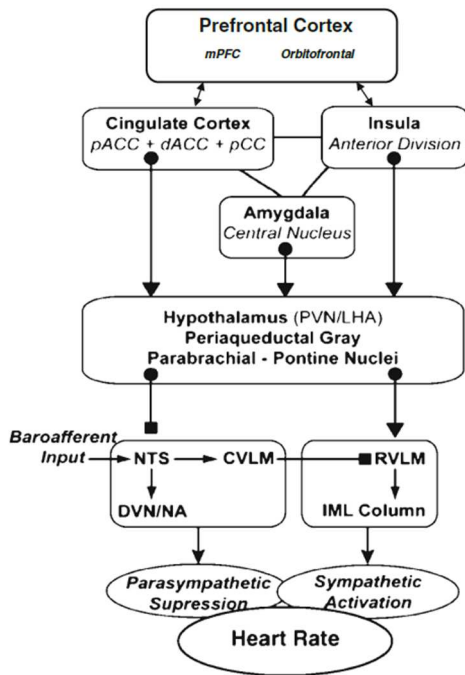 Prefrontal Cortex
mPFC Orbitofrontal
Cingulate Cortex
pACC + dACC + pCC
Insula
Anterior Division
Amygdala
Central Nucleus
Hypothalamus (PVN/LHA)
Periaqueductal Gray
Parabrachial - Pontine Nuclei
Baroafferent
Input
NTS CVLM RVLM
DVN/NA IML Column
Parasympathetic
Supression
Sympathetic
Activation
Heart Rate